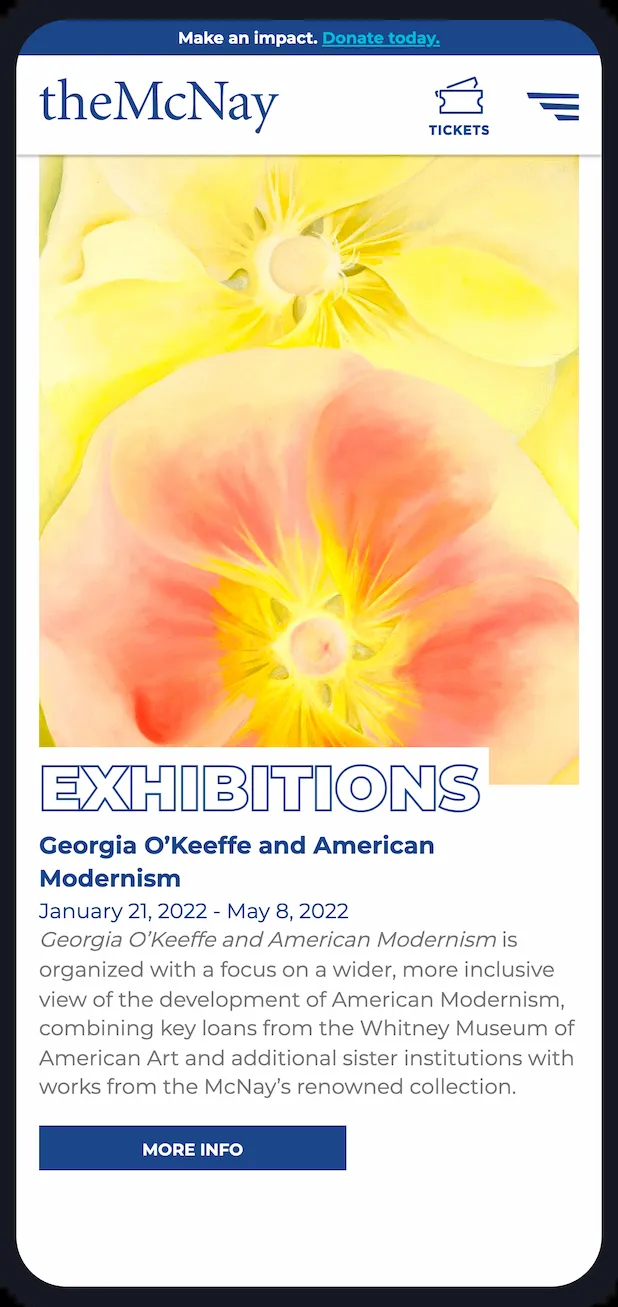 Make an impact. Donate today.
theMcNay
TICKETS
EXHIBITIONS
Georgia O’Keeffe and American
Modernism
January 21, 2022 - May 8, 2022
Georgia O’Keeffe and American Modernism is
organized with a focus on a wider, more inclusive
view of the development of American Modernism,
combining key loans from the Whitney Museum of
American Art and additional sister institutions with
works from the McNay’s renowned collection.
MORE INFO